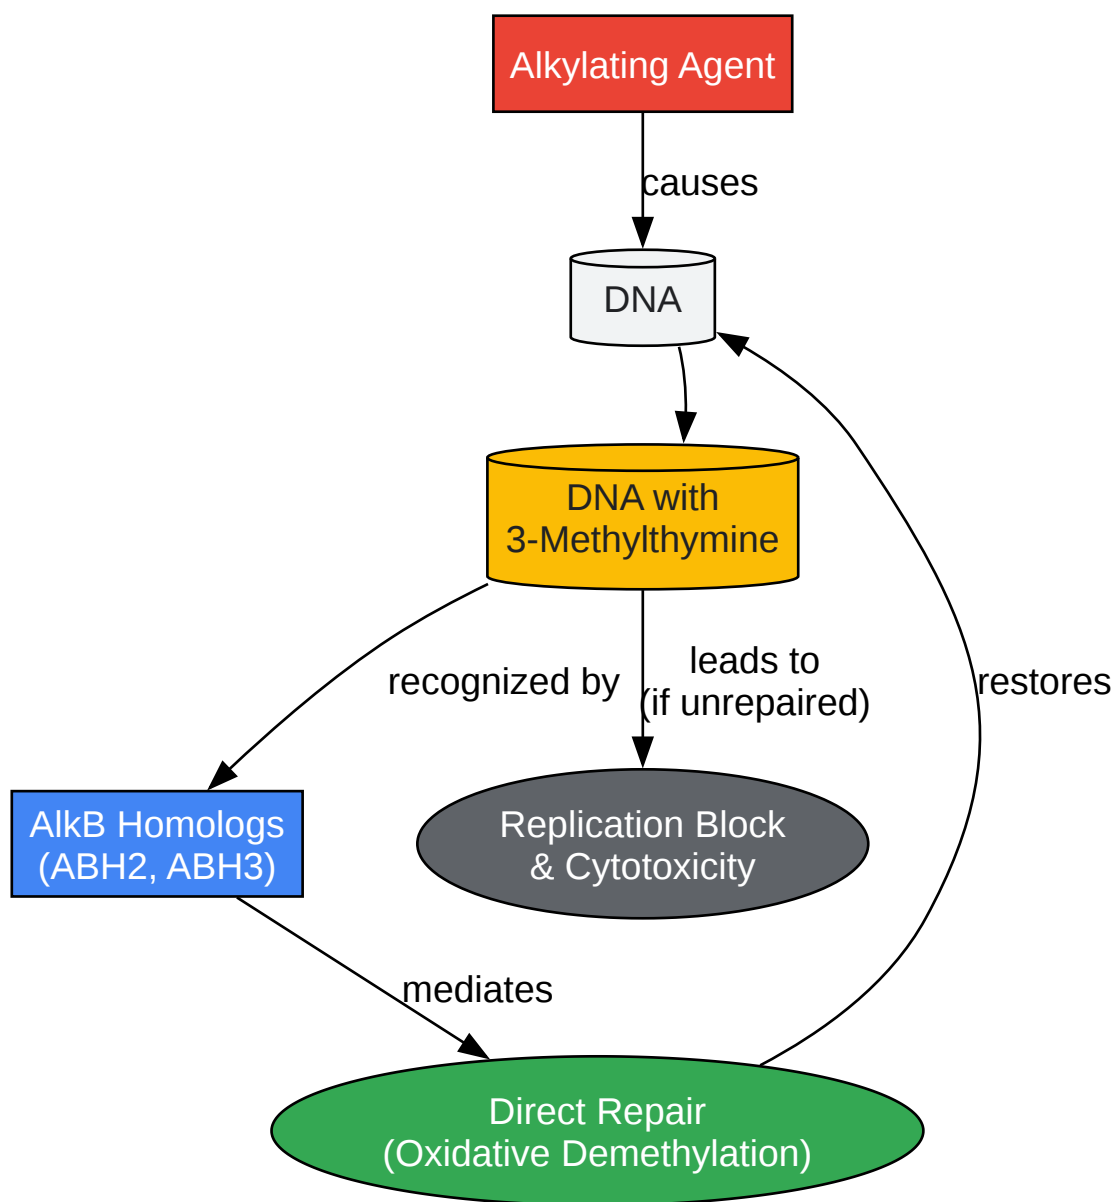 Alkylating Agent
causes
DNA
DNA with
3-Methylthymine
recognized by
leads to
(if unrepaired)
restores
AlkB Homologs
(ABH2, ABH3)
Replication Block
& Cytotoxicity
mediates
Direct Repair
(Oxidative Demethylation)